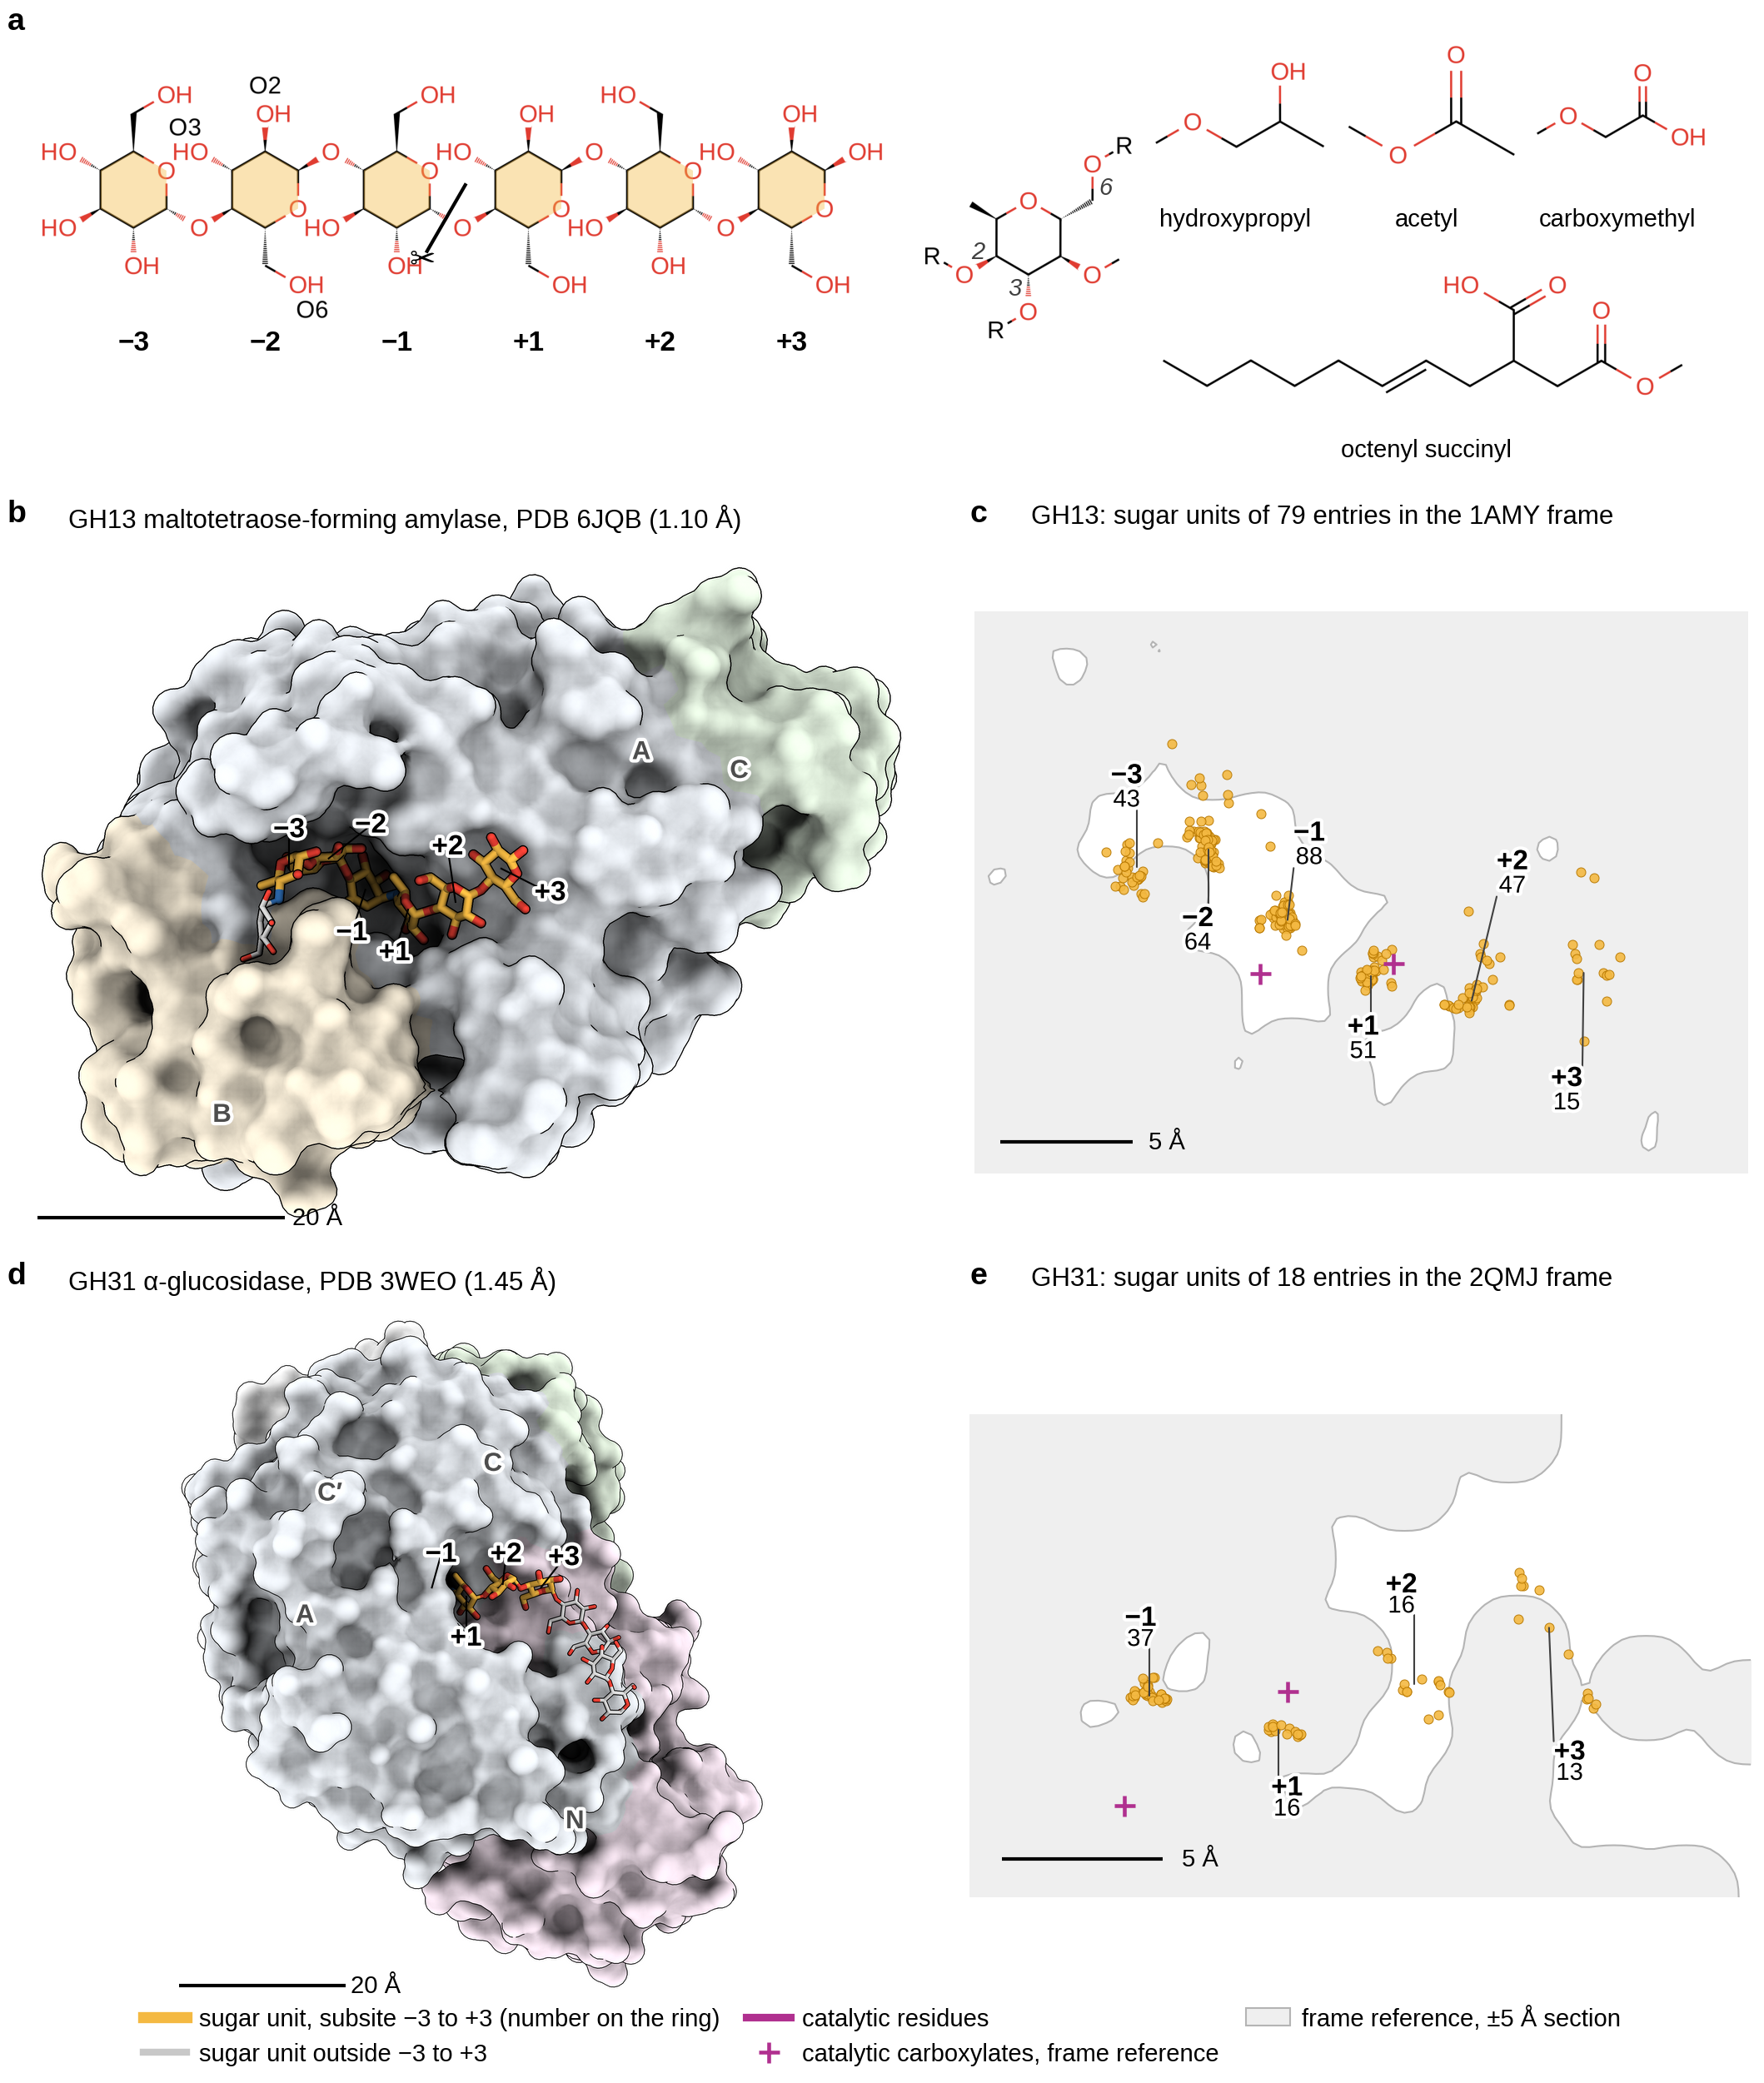 a
OH
O2
OH
OH
HO
OH
OH
O3
HO
O
HO
O
O
HO
O
O
HO
O
OH
HO
O
O
HO
O
O
HO
O
O
OH
OH
OH
OH
OH
OH
OH
O6
−3
−2
−1
+1
+2
+3
O
R
6
O
R
O
2
3
O
O
R
OH
O
hydroxypropyl
O
O
acetyl
O
O
OH
carboxymethyl
HO
O
O
O
octenyl succinyl
b
GH13 maltotetraose-forming amylase, PDB 6JQB (1.10 Å)
A
C
−3
−2
+2
+3
−1
+1
B
20 Å
c
GH13: sugar units of 79 entries in the 1AMY frame
−3
43
−1
88
+2
47
−2
64
+1
51
+3
15
5 Å
d
GH31 α-glucosidase, PDB 3WEO (1.45 Å)
C
C′
−1
+2
+3
A
+1
N
20 Å
e
GH31: sugar units of 18 entries in the 2QMJ frame
+2
16
−1
37
+3
13
+1
16
5 Å
sugar unit, subsite −3 to +3 (number on the ring)
catalytic residues
frame reference, ±5 Å section
sugar unit outside −3 to +3
catalytic carboxylates, frame reference